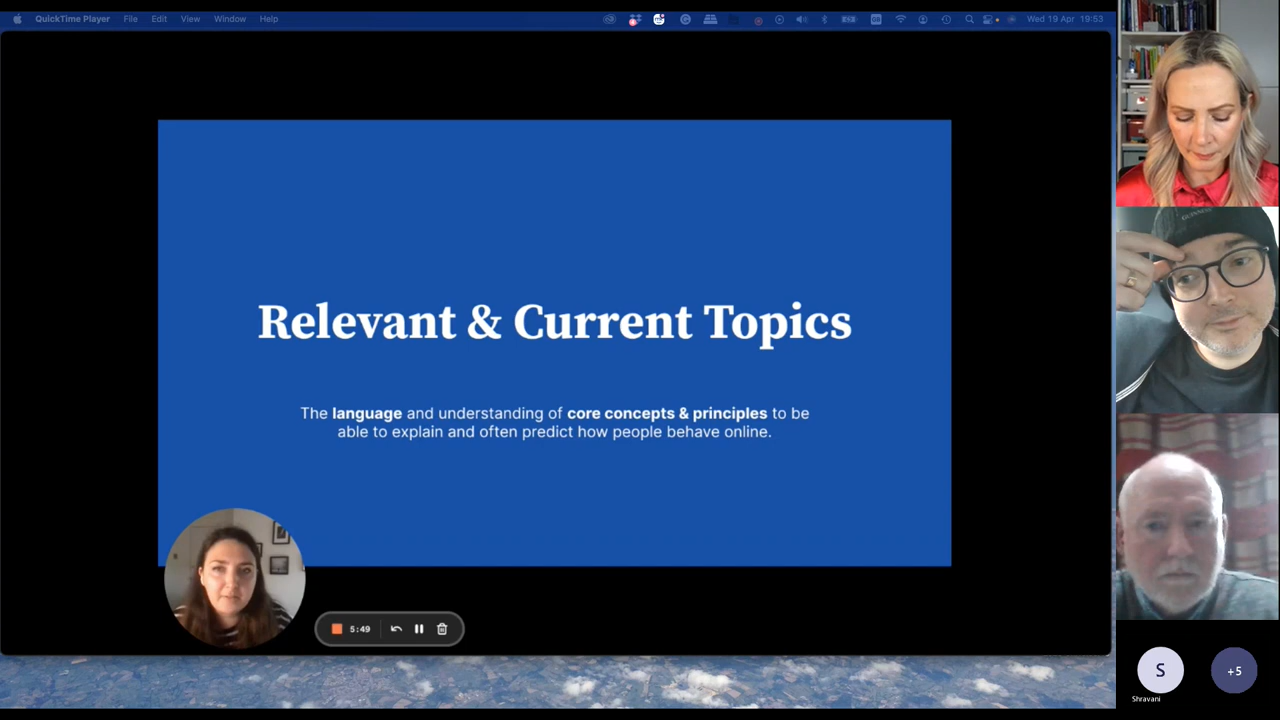 QuickTime Player File Edit View Window Help Wed 19 Apr 19:53
Relevant & Current Topics
The language and understanding of core concepts & principles to be
able to explain and often predict how people behave online.
5:49
GUINNESS
S
+5
Shravani